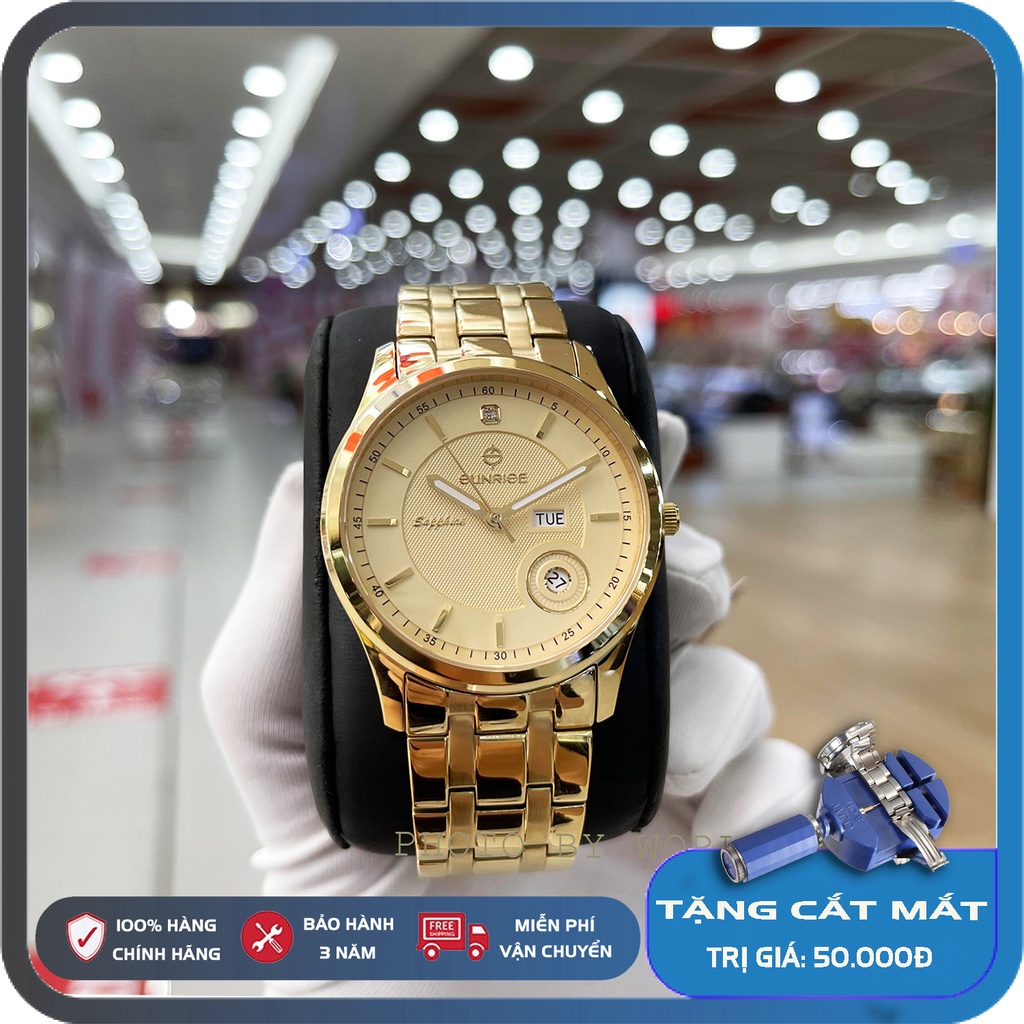 60
5
10
15
20
25
30
35
40
45
50
55
SUNRISE
Sapphire
TUE
27
PHOTO BY WOPI
100% HÀNG
CHÍNH HÃNG
BẢO HÀNH
3 NĂM
FREE
SHIPPING
MIỄN PHÍ
VẬN CHUYỂN
TẶNG CẮT MẮT
TRỊ GIÁ: 50.000Đ